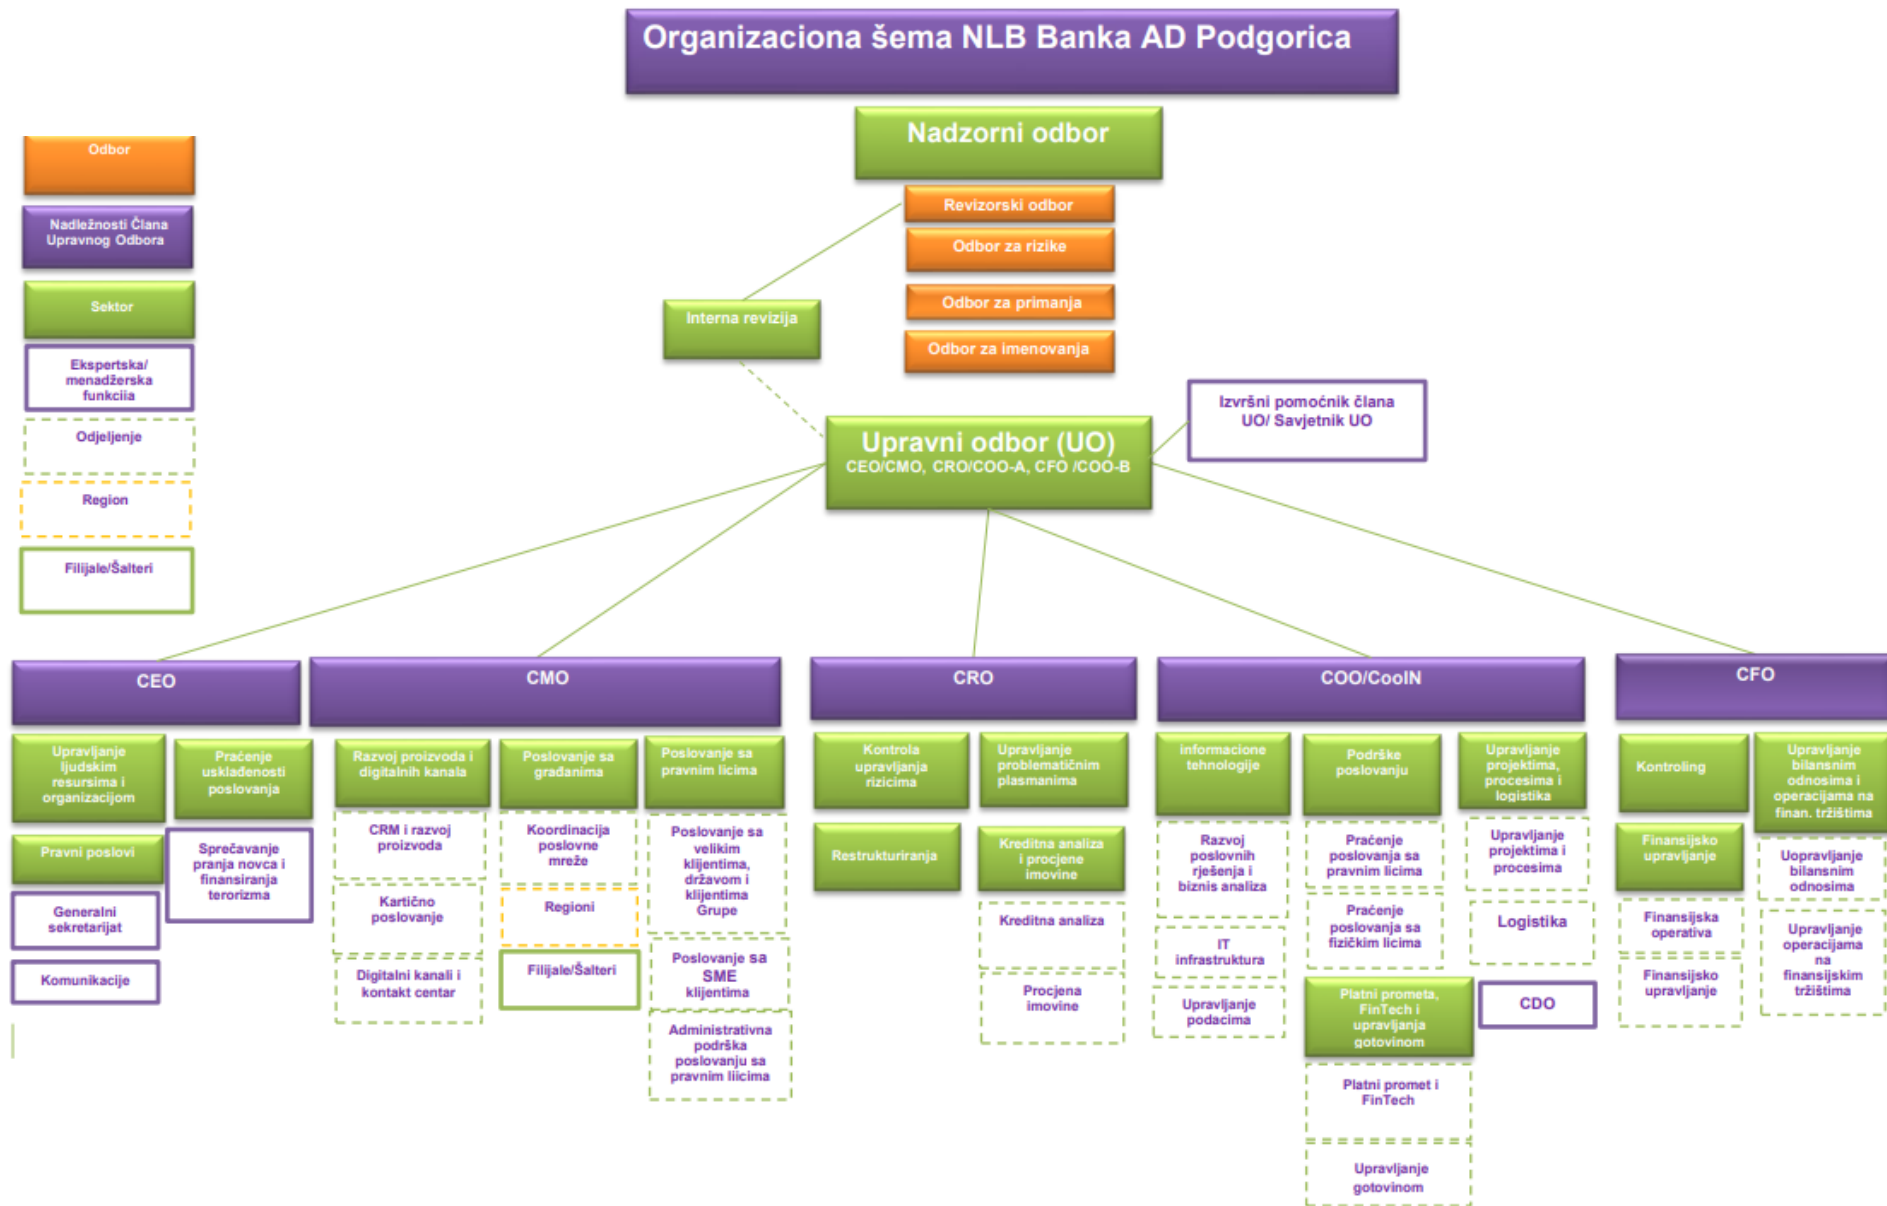 Organizaciona šema NLB Banka AD Podgorica
Nadzorni odbor
Revizorski odbor
Odbor za rizike
Odbor za primanja
Odbor za imenovanja
Interna revizija
Odbor
Nadležnosti Člana
Upravnog Odbora
Sektor
Ekspertska/
menadžerska
funkciia
Odjeljenje
Region
Filijale/Šalteri
Izvršni pomoćnik člana
UO/ Savjetnik UO
Upravni odbor (UO)
CEO/CMO, CRO/COO-A, CFO /COO-B
CEO
Upravljanje
ljudskim
resursima i
organizacijom
Praćenje
usklađenosti
poslovanja
Pravni poslovi
Sprečavanje
pranja novca i
finansiranja
terorizma
Generalni
sekretarijat
Komunikacije
CMO
Razvoj proizvoda i
digitalnih kanala
CRM i razvoj
proizvoda
Kartično
poslovanje
Digitalni kanali i
kontakt centar
Poslovanje sa
građanima
Koordinacija
poslovne
mreže
Regioni
Filijale/Šalteri
Poslovanje sa
pravnim licima
Poslovanje sa
velikim
klijentima,
državom i
klijentima
Grupe
Poslovanje sa
SME
klijentima
Administrativna
podrška
poslovanju sa
pravnim liicima
CRO
Kontrola
upravljanja
rizicima
Upravljanje
problematičnim
plasmanima
Restrukturiranja
Kreditna analiza
i procjene
imovine
Kreditna analiza
Procjena
imovine
COO/CooIN
informacione
tehnologije
Razvoj
poslovnih
rješenja i
biznis analiza
IT
infrastruktura
Upravljanje
podacima
Podrške
poslovanju
Praćenje
poslovanja sa
pravnim licima
Praćenje
poslovanja sa
fizičkim licima
Platni prometa,
FinTech i
upravljanja
gotovinom
Platni promet i
FinTech
Upravljanje
gotovinom
Upravljanje
projektima,
procesima i
logistika
Upravljanje
projektima i
procesima
Logistika
CDO
CFO
Kontroling
Finansijsko
upravljanje
Finansijska
operativa
Finansijsko
upravljanje
Upravljanje
bilansnim
odnosima i
operacijama na
finan. tržištima
Uopravljanje
bilansnim
odnosima
Upravljanje
operacijama
na
finansijskim
tržištima